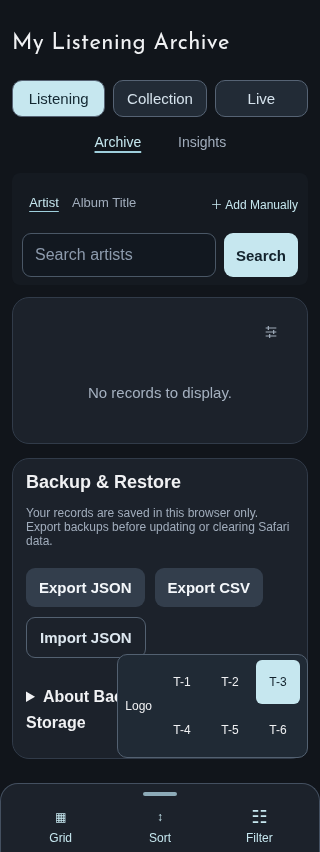 My Listening Archive
Listening Collection Live
Archive Insights
Artist Album Title + Add Manually
Search artists Search
No records to display.
Backup & Restore
Your records are saved in this browser only.
Export backups before updating or clearing Safari
data.
Export JSON Export CSV
Import JSON
About Bac
Storage
Logo
T-1 T-2 T-3
T-4 T-5 T-6
Grid Sort Filter